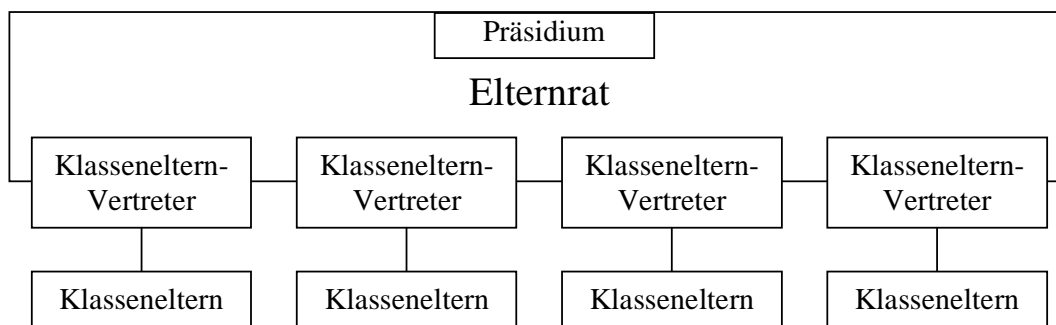 Präsidium
Elternrat
Klasseneltern-
Vertreter
Klasseneltern-
Vertreter
Klasseneltern-
Vertreter
Klasseneltern-
Vertreter
Klasseneltern
Klasseneltern
Klasseneltern
Klasseneltern